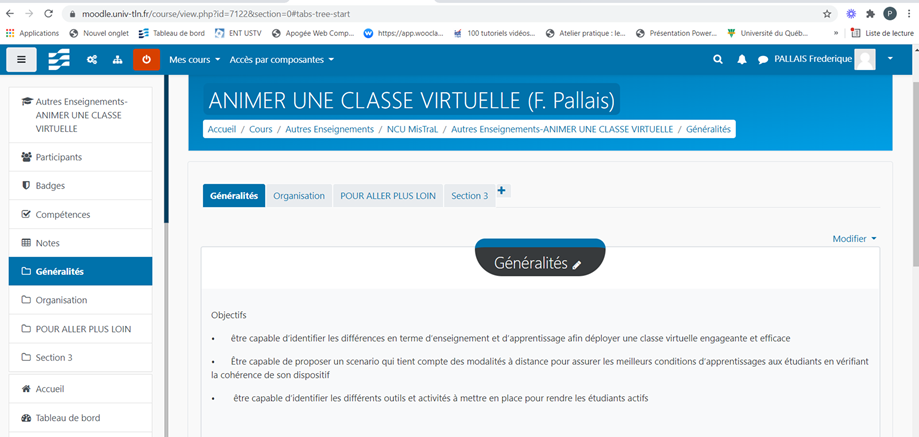 moodle.univ-tln.fr/course/view.php?id=7122&section=0#tabs-tree-start
Applications Nouvel onglet Tableau de bord ENT USTV Apogée Web Comp... https://app.woocla... 100 tutoriels vidéos... Atelier pratique : le... Présentation Power... Université du Québ... » Liste de lecture
Mes cours Accès par composantes PALLAIS Frederique
P
ANIMER UNE CLASSE VIRTUELLE (F. Pallais)
Accueil / Cours / Autres Enseignements / NCU MisTraL / Autres Enseignements-ANIMER UNE CLASSE VIRTUELLE / Généralités
Autres Enseignements-
ANIMER UNE CLASSE
VIRTUELLE
Participants
Badges
Compétences
Notes
Généralités
Organisation
POUR ALLER PLUS LOIN
Section 3
Accueil
Tableau de bord
Généralités Organisation POUR ALLER PLUS LOIN Section 3 +
Modifier
Généralités
Objectifs
• être capable d'identifier les différences en terme d'enseignement et d'apprentissage afin déployer une classe virtuelle engageante et efficace
• Être capable de proposer un scenario qui tient compte des modalités à distance pour assurer les meilleurs conditions d'apprentissages aux étudiants en vérifiant
la cohérence de son dispositif
• être capable d'identifier les différents outils et activités à mettre en place pour rendre les étudiants actifs